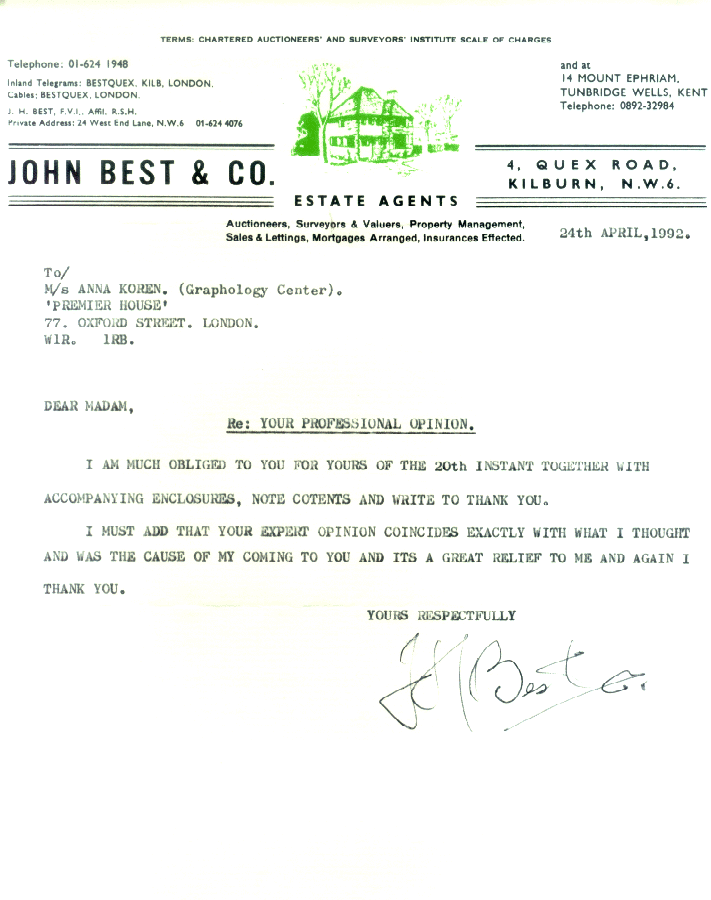 TERMS: CHARTERED AUCTIONEERS' AND SURVEYORS' INSTITUTE SCALE OF CHARGES
Telephone: 01-624 1948
Inland Telegrams: BESTQUEX, KILB, LONDON.
Cables: BESTQUEX, LONDON.
J. H. BEST, F.V.I., Affil. R.S.H.
Private Address: 24 West End Lane, N.W.6 01-624 4076
and at
14 MOUNT EPHRIAM,
TUNBRIDGE WELLS, KENT
Telephone: 0892-32984
JOHN BEST & CO.
ESTATE AGENTS
4, QUEX ROAD,
KILBURN, N.W.6.
Auctioneers, Surveyors & Valuers, Property Management,
Sales & Lettings, Mortgages Arranged, Insurances Effected.
24th APRIL,1992.
To/
M/s ANNA KOREN. (Graphology Center).
'PREMIER HOUSE'
77. OXFORD STREET. LONDON.
W1R. 1RB.
DEAR MADAM,
Re: YOUR PROFESSIONAL OPINION.
I AM MUCH OBLIGED TO YOU FOR YOURS OF THE 20th INSTANT TOGETHER WITH
ACCOMPANYING ENCLOSURES, NOTE COTENTS AND WRITE TO THANK YOU.
I MUST ADD THAT YOUR EXPERT OPINION COINCIDES EXACTLY WITH WHAT I THOUGHT
AND WAS THE CAUSE OF MY COMING TO YOU AND ITS A GREAT RELIEF TO ME AND AGAIN I
THANK YOU.
YOURS RESPECTFULLY
Best